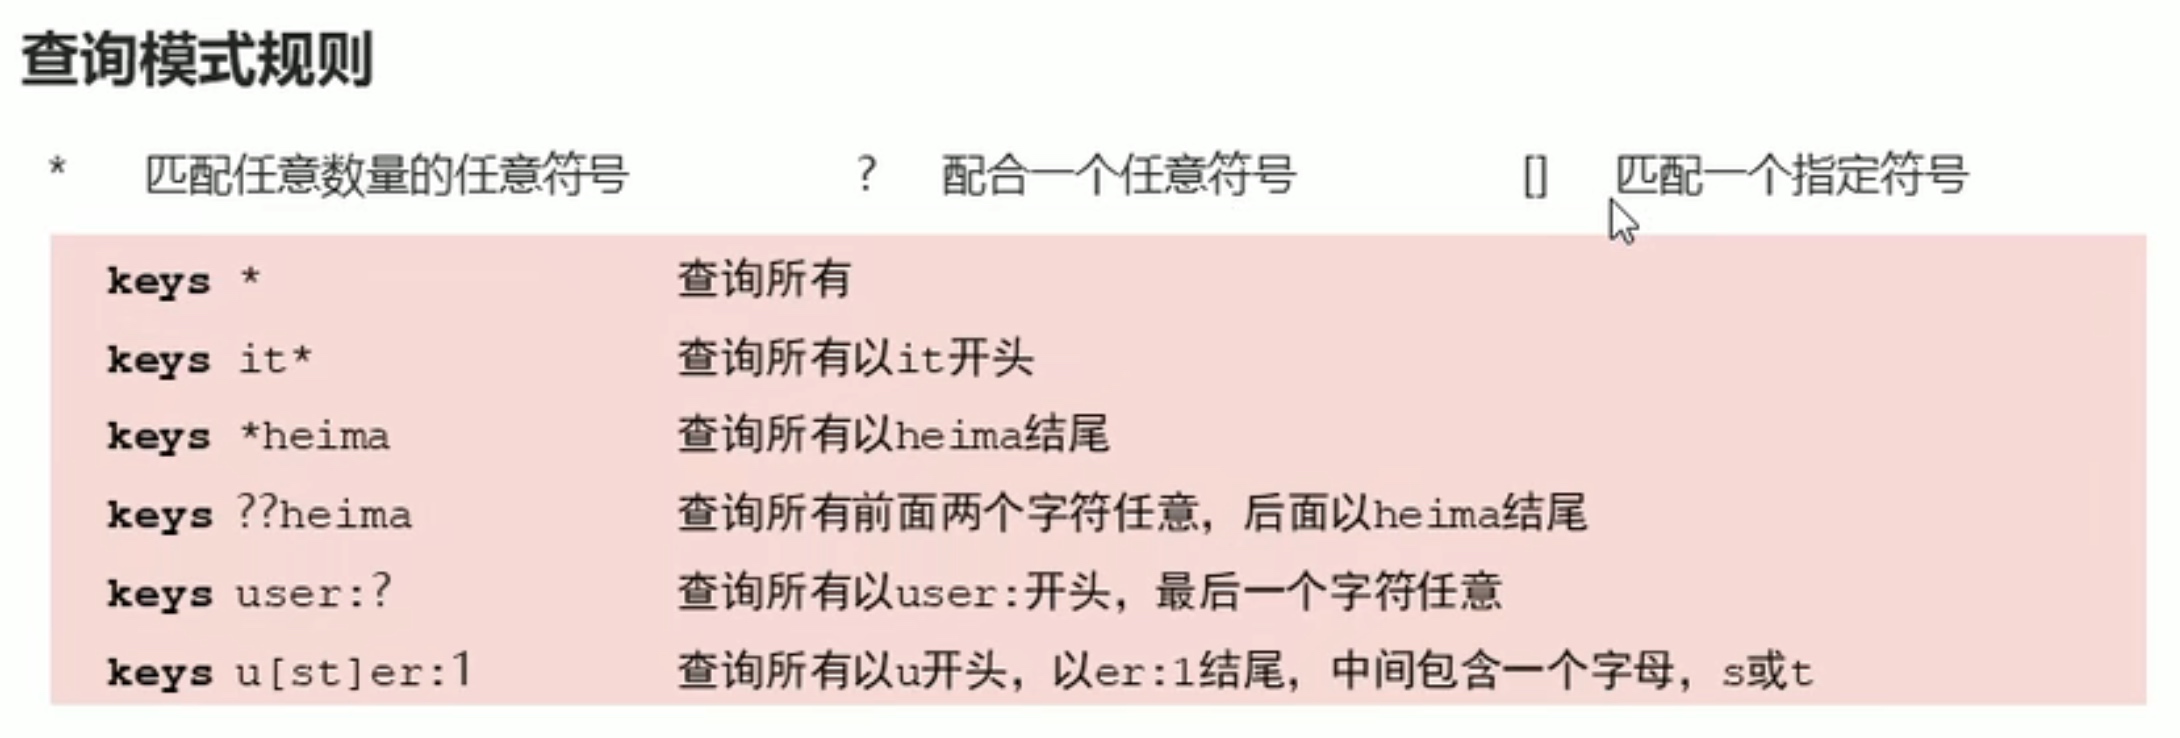 查询模式规则
* 匹配任意数量的任意符号 ? 配合一个任意符号 [] 匹配一个指定符号
keys * 查询所有
keys it* 查询所有以it开头
keys *heima 查询所有以heima结尾
keys ??heima 查询所有前面两个字符任意，后面以heima结尾
keys user:? 查询所有以user:开头，最后一个字符任意
keys u[st]er:1 查询所有以u开头，以er:1结尾，中间包含一个字母，s或t